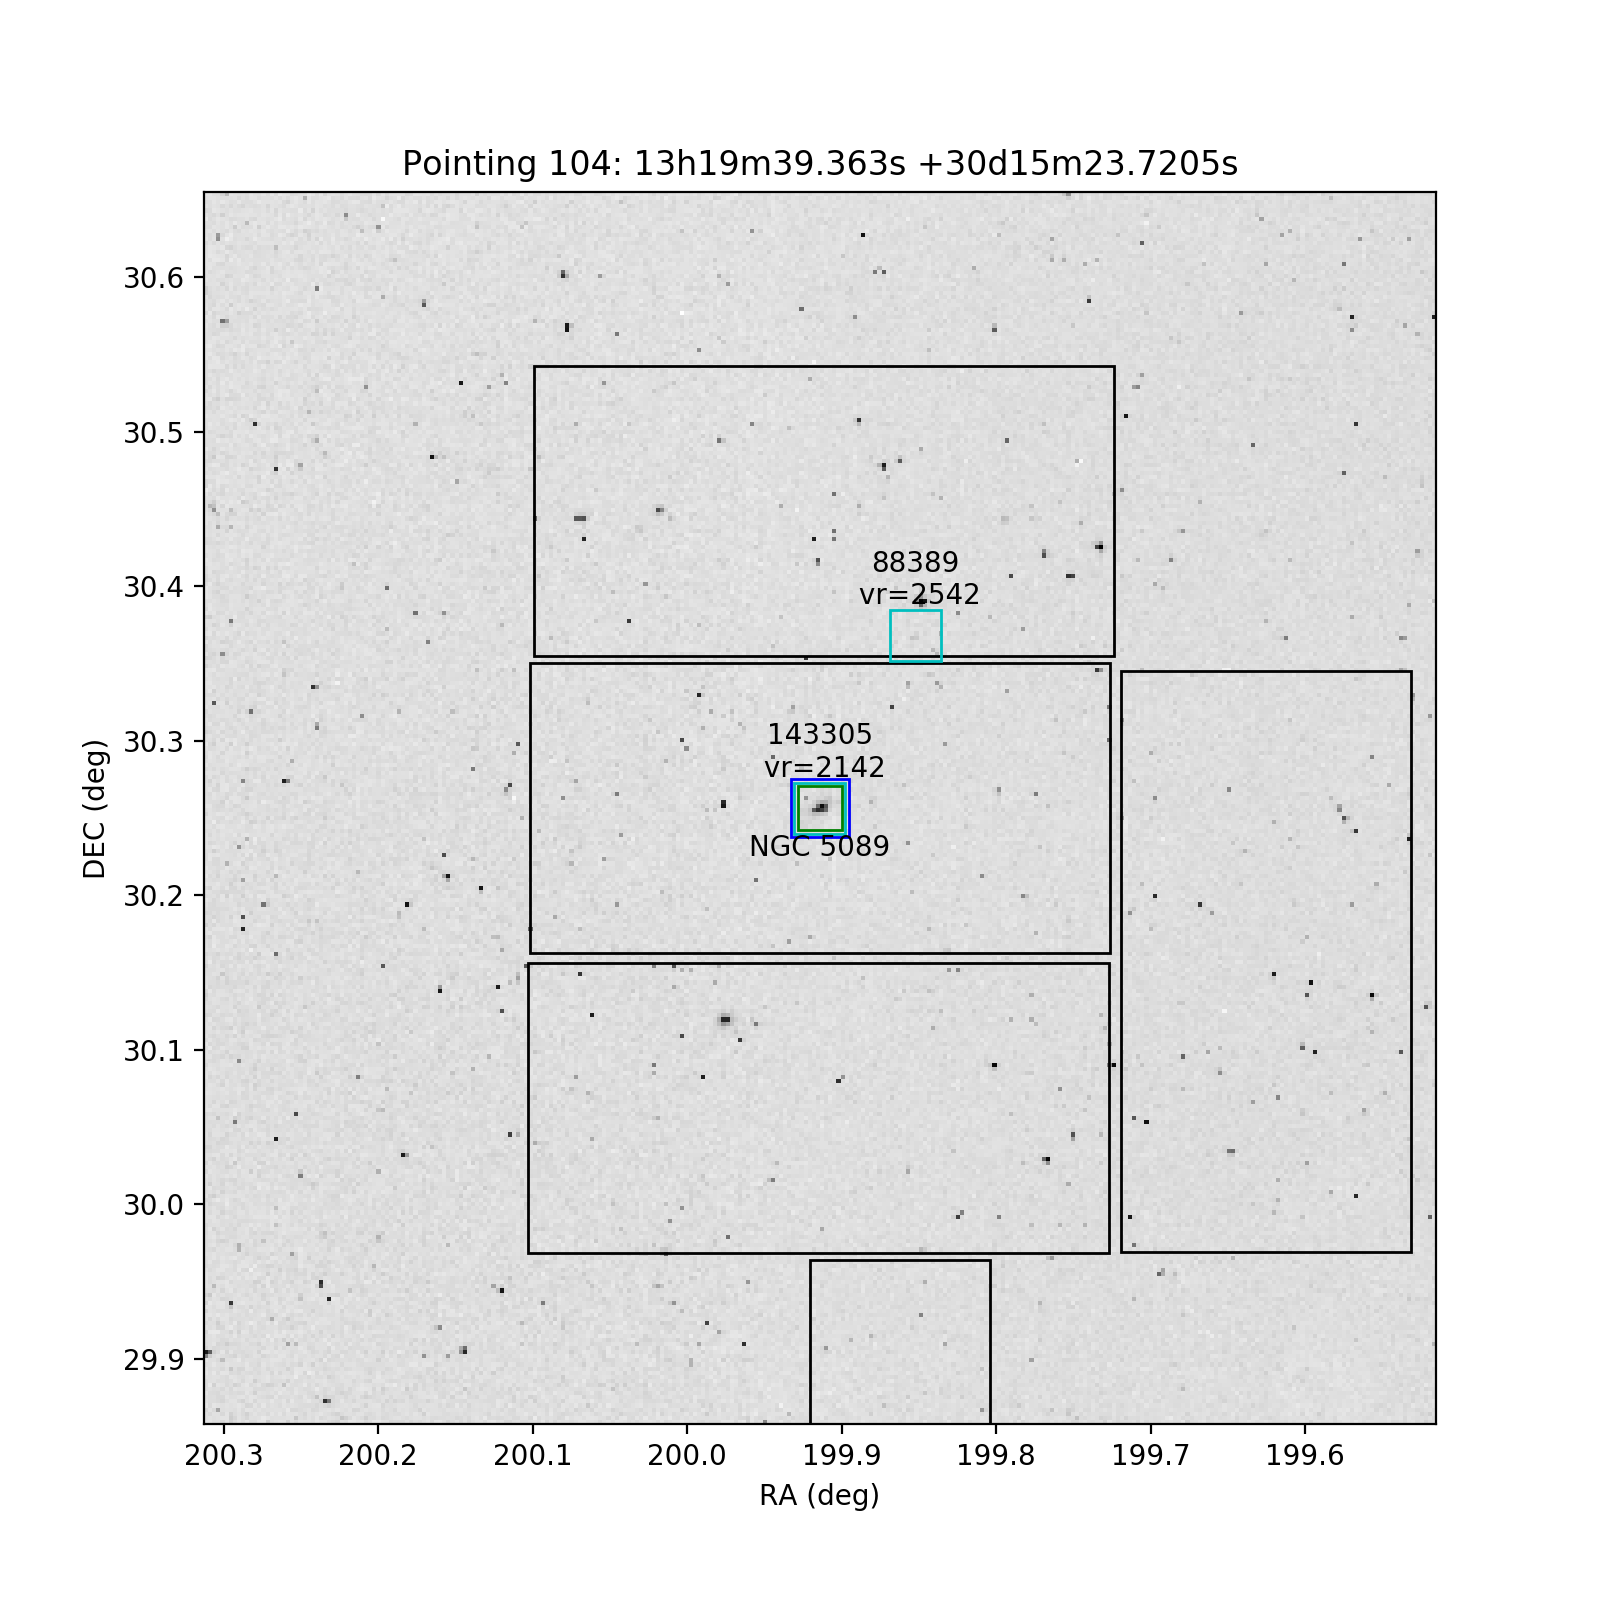 Pointing 104: 13h19m39.363s +30d15m23.7205s
30.6
30.5
30.4
30.3
30.2
30.1
30.0
29.9
DEC (deg)
88389
vr=2542
143305
vr=2142
NGC 5089
200.3 200.2 200.1 200.0 199.9 199.8 199.7 199.6
RA (deg)